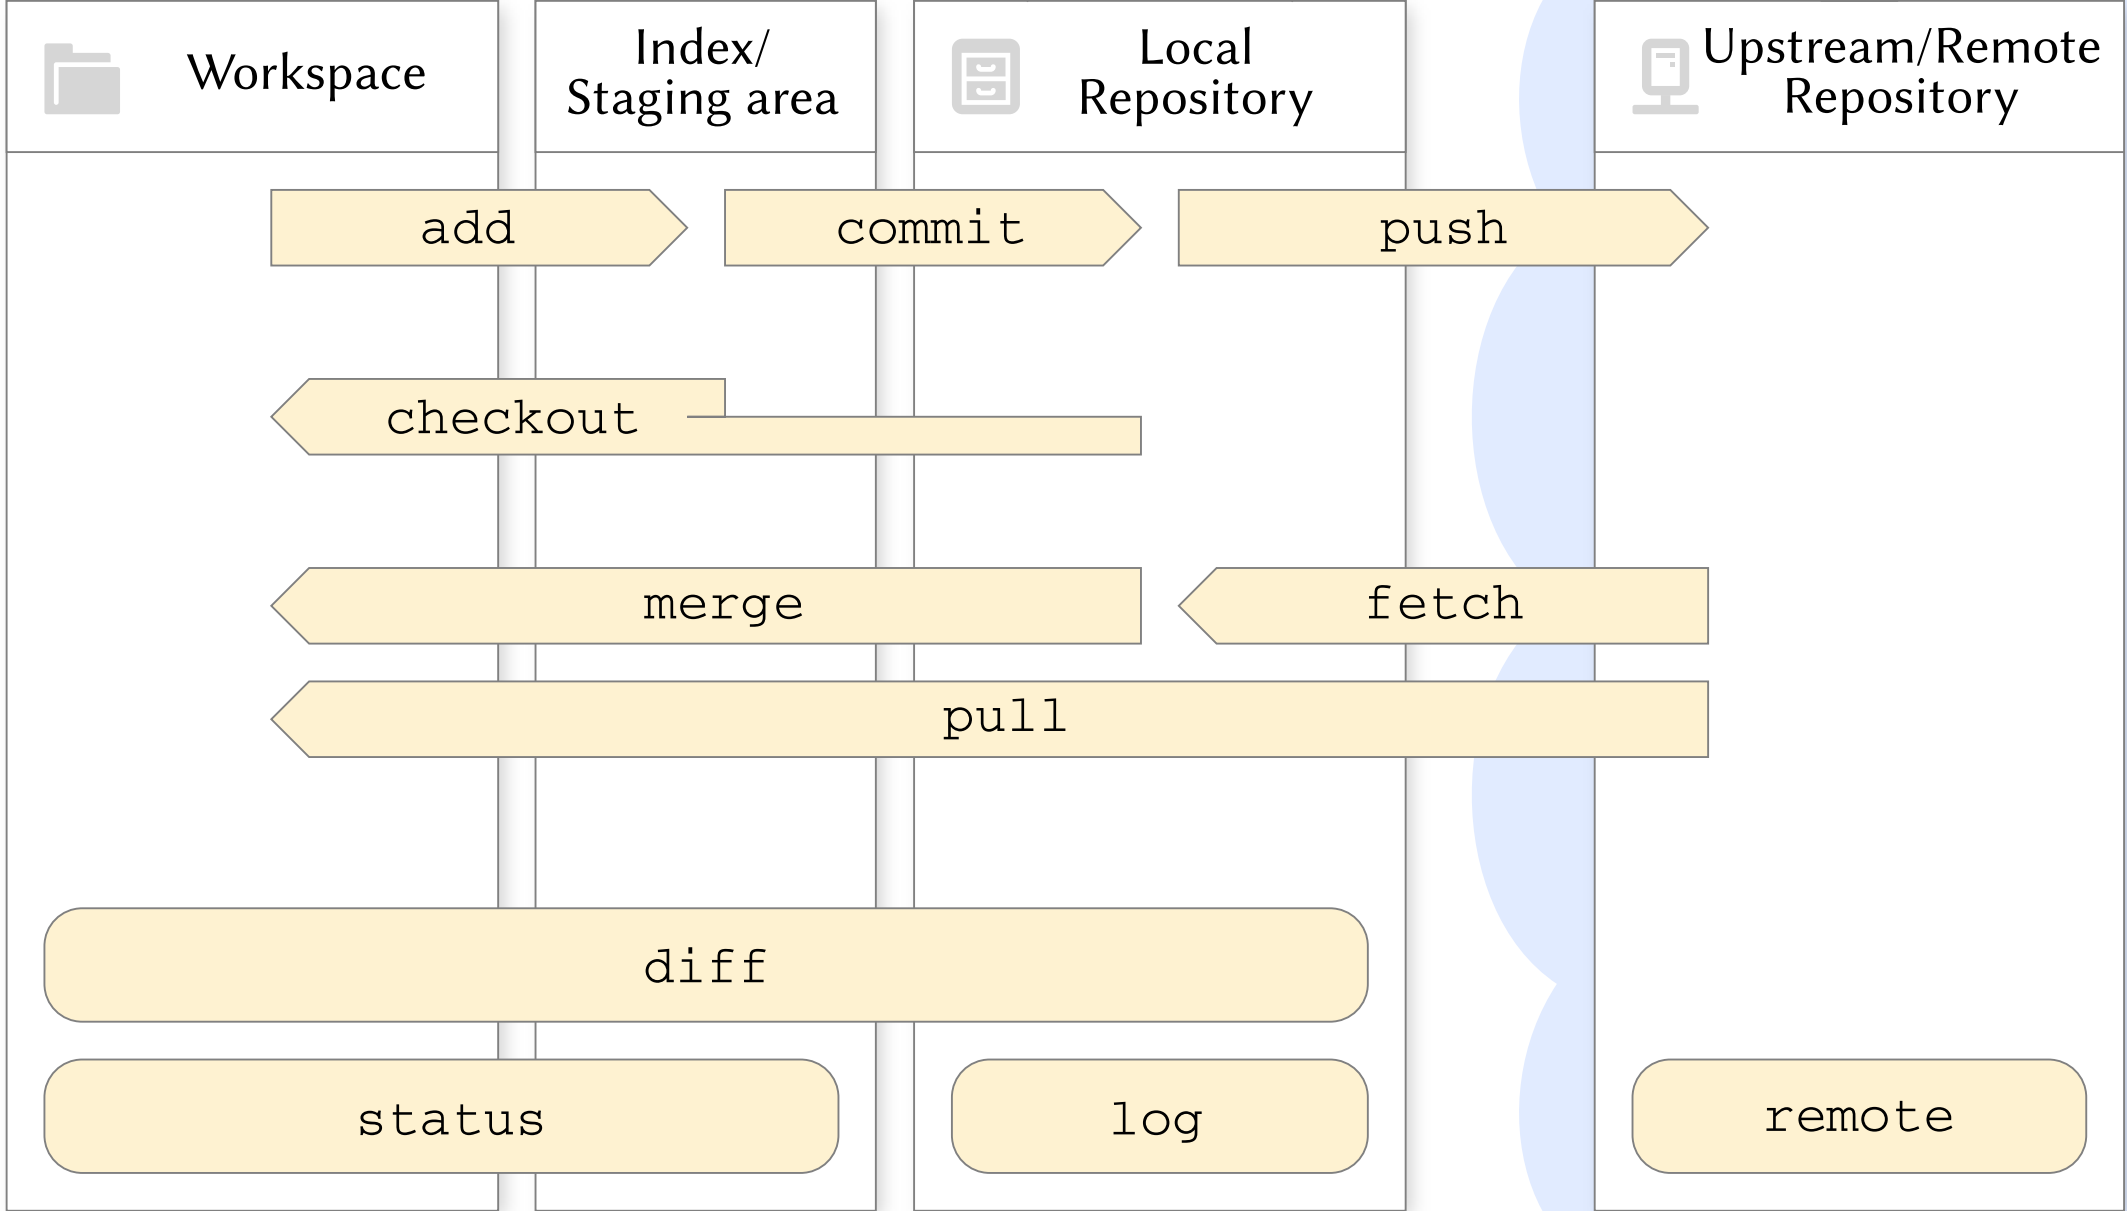 Workspace
Index/
Staging area
Local
Repository
Upstream/Remote
Repository
add
commit
push
checkout
merge
fetch
pull
diff
status
log
remote